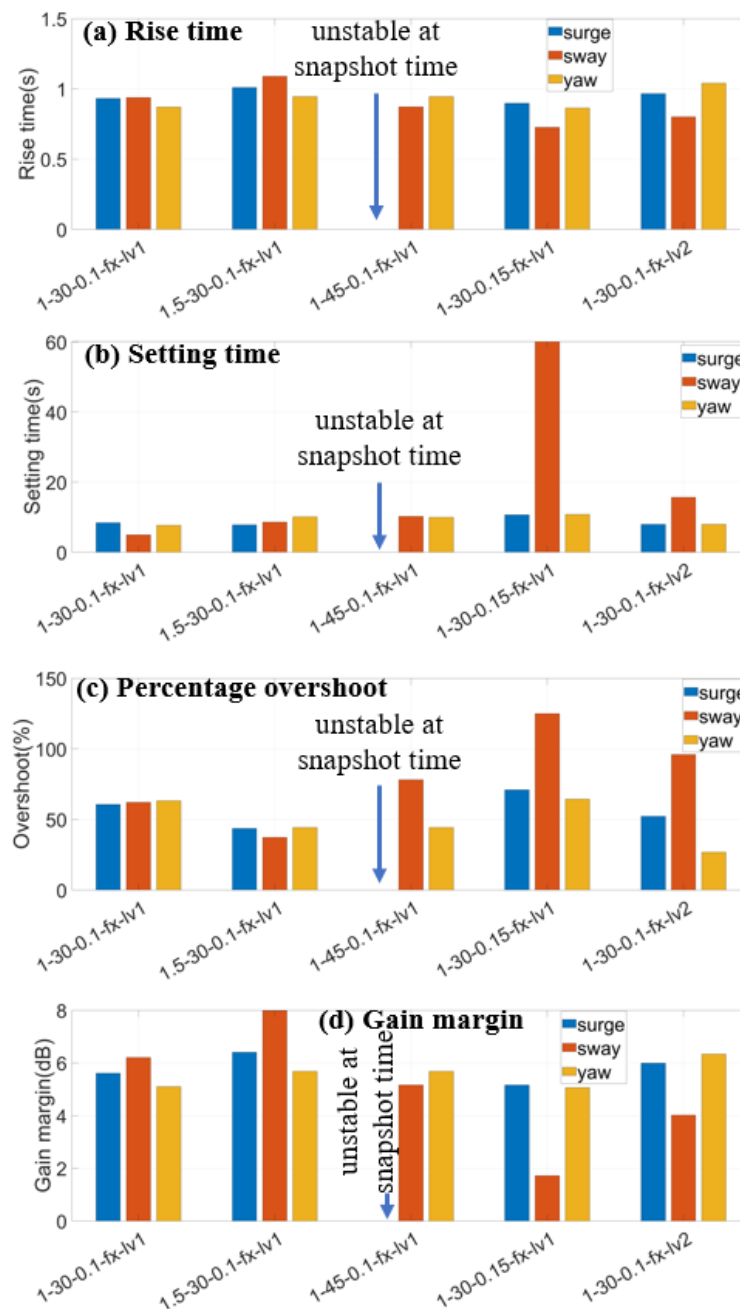 (a) Rise time
unstable at
snapshot time
surge
sway
yaw
Rise time(s)
1.5
1
0.5
0
1-30-0.1-fx-lv1
1.5-30-0.1-fx-lv1
1-45-0.1-fx-lv1
1-30-0.15-fx-lv1
1-30-0.1-fx-lv2
(b) Setting time
unstable at
snapshot time
surge
sway
yaw
Setting time(s)
60
40
20
0
1-30-0.1-fx-lv1
1.5-30-0.1-fx-lv1
1-45-0.1-fx-lv1
1-30-0.15-fx-lv1
1-30-0.1-fx-lv2
(c) Percentage overshoot
unstable at
snapshot time
surge
sway
yaw
Overshoot(%)
150
100
50
0
1-30-0.1-fx-lv1
1.5-30-0.1-fx-lv1
1-45-0.1-fx-lv1
1-30-0.15-fx-lv1
1-30-0.1-fx-lv2
(d) Gain margin
unstable at
snapshot time
surge
sway
yaw
Gain margin(dB)
8
6
4
2
0
1-30-0.1-fx-lv1
1.5-30-0.1-fx-lv1
1-45-0.1-fx-lv1
1-30-0.15-fx-lv1
1-30-0.1-fx-lv2